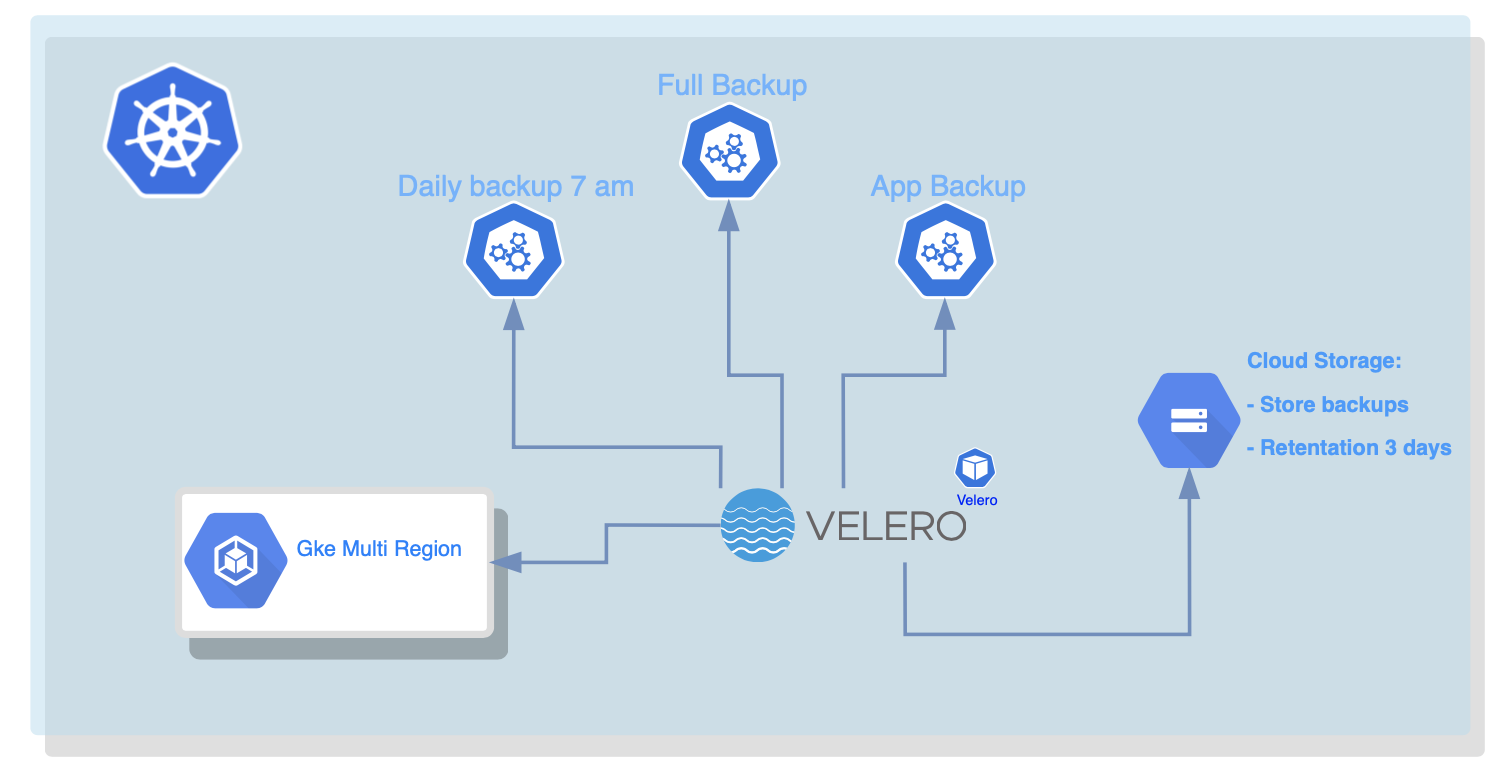 Full Backup
Daily backup 7 am
App Backup
Cloud Storage:
- Store backups
- Retentation 3 days
Velero
VELERO
Gke Multi Region